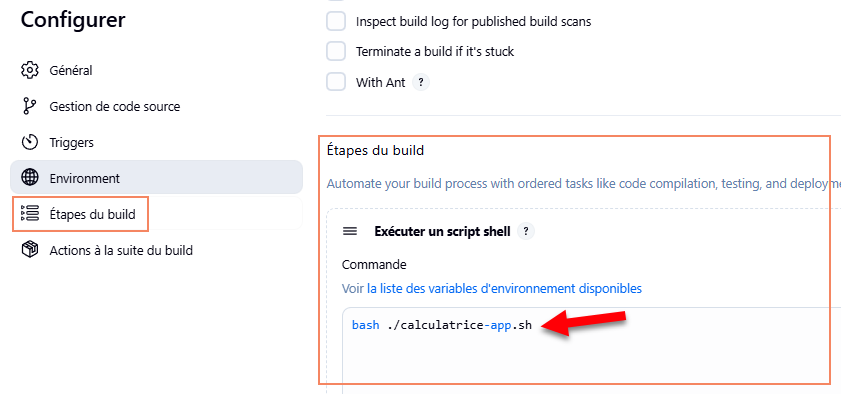 Configurer
Général
Gestion de code source
Triggers
Environment
Étapes du build
Actions à la suite du build
Inspect build log for published build scans
Terminate a build if it's stuck
With Ant ?
Étapes du build
Automate your build process with ordered tasks like code compilation, testing, and deployme
Exécuter un script shell ?
Commande
Voir la liste des variables d'environnement disponibles
bash ./calculatrice-app.sh